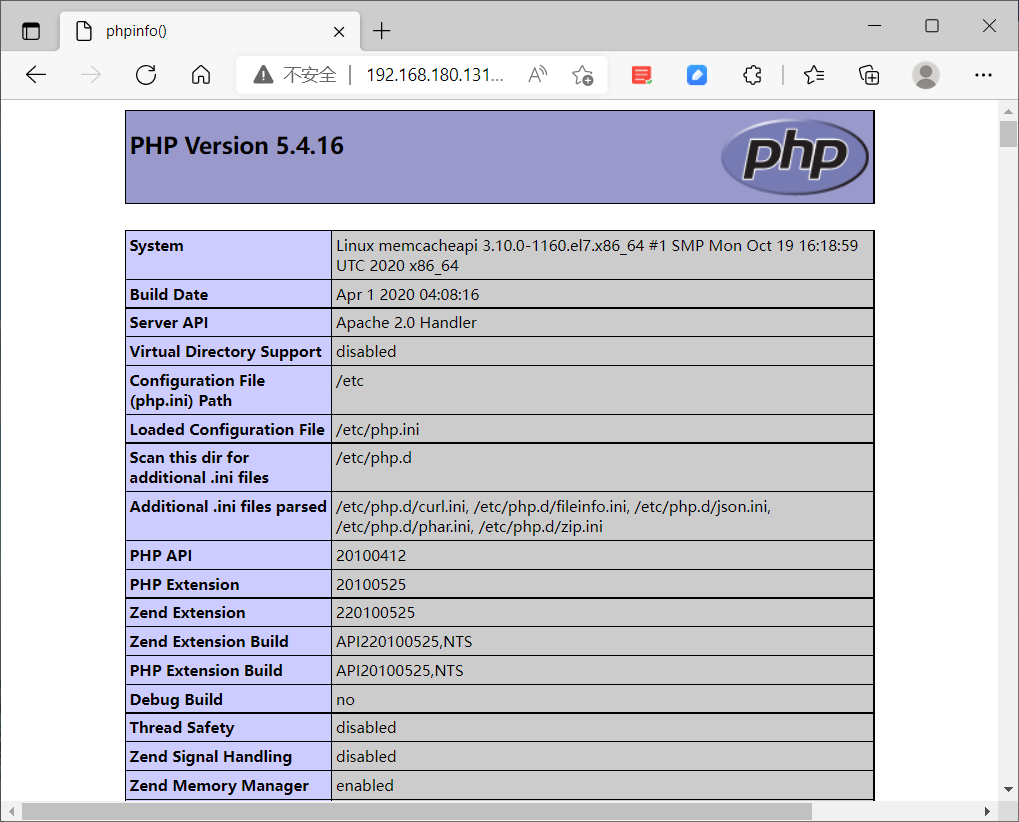 phpinfo()
不安全 | 192.168.180.131...
PHP Version 5.4.16
php
System
Linux memcacheapi 3.10.0-1160.el7.x86_64 #1 SMP Mon Oct 19 16:18:59
UTC 2020 x86_64
Build Date
Apr 1 2020 04:08:16
Server API
Apache 2.0 Handler
Virtual Directory Support
disabled
Configuration File
(php.ini) Path
/etc
Loaded Configuration File
/etc/php.ini
Scan this dir for
additional .ini files
/etc/php.d
Additional .ini files parsed
/etc/php.d/curl.ini, /etc/php.d/fileinfo.ini, /etc/php.d/json.ini,
/etc/php.d/phar.ini, /etc/php.d/zip.ini
PHP API
20100412
PHP Extension
20100525
Zend Extension
220100525
Zend Extension Build
API220100525,NTS
PHP Extension Build
API20100525,NTS
Debug Build
no
Thread Safety
disabled
Zend Signal Handling
disabled
Zend Memory Manager
enabled